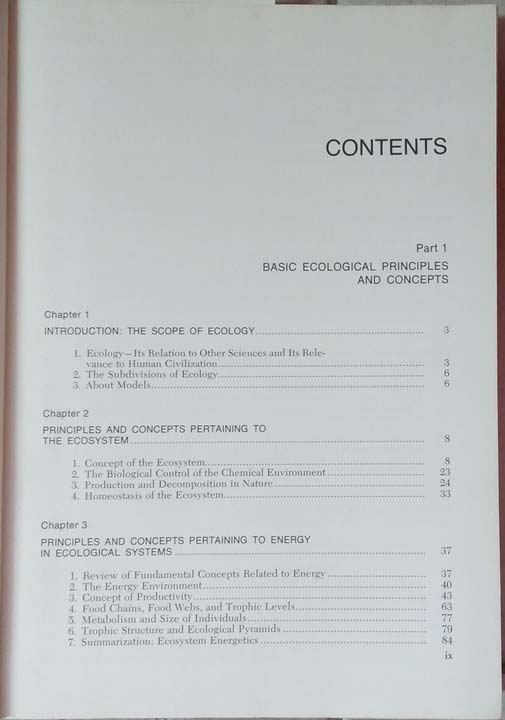 CONTENTS
Part 1
BASIC ECOLOGICAL PRINCIPLES
AND CONCEPTS
Chapter 1
INTRODUCTION: THE SCOPE OF ECOLOGY 3
1. Ecology—Its Relation to Other Sciences and Its Rele-
vance to Human Civilization 3
2. The Subdivisions of Ecology 6
3. About Models 6
Chapter 2
PRINCIPLES AND CONCEPTS PERTAINING TO
THE ECOSYSTEM 8
1. Concept of the Ecosystem 8
2. The Biological Control of the Chemical Environment 23
3. Production and Decomposition in Nature 24
4. Homeostasis of the Ecosystem 33
Chapter 3
PRINCIPLES AND CONCEPTS PERTAINING TO ENERGY
IN ECOLOGICAL SYSTEMS 37
1. Review of Fundamental Concepts Related to Energy 37
2. The Energy Environment 40
3. Concept of Productivity 43
4. Food Chains, Food Webs, and Trophic Levels 63
5. Metabolism and Size of Individuals 77
6. Trophic Structure and Ecological Pyramids 79
7. Summarization: Ecosystem Energetics 84
ix